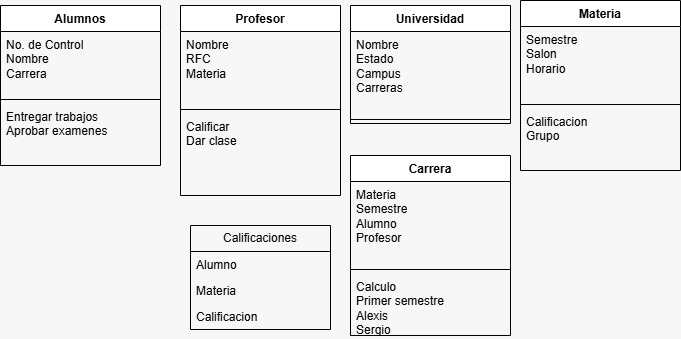 Alumnos
No. de Control
Nombre
Carrera
Entregar trabajos
Aprobar examenes
Profesor
Nombre
RFC
Materia
Calificar
Dar clase
Universidad
Nombre
Estado
Campus
Carreras
Materia
Semestre
Salon
Horario
Calificacion
Grupo
Calificaciones
Alumno
Materia
Calificacion
Carrera
Materia
Semestre
Alumno
Profesor
Calculo
Primer semestre
Alexis
Sergio